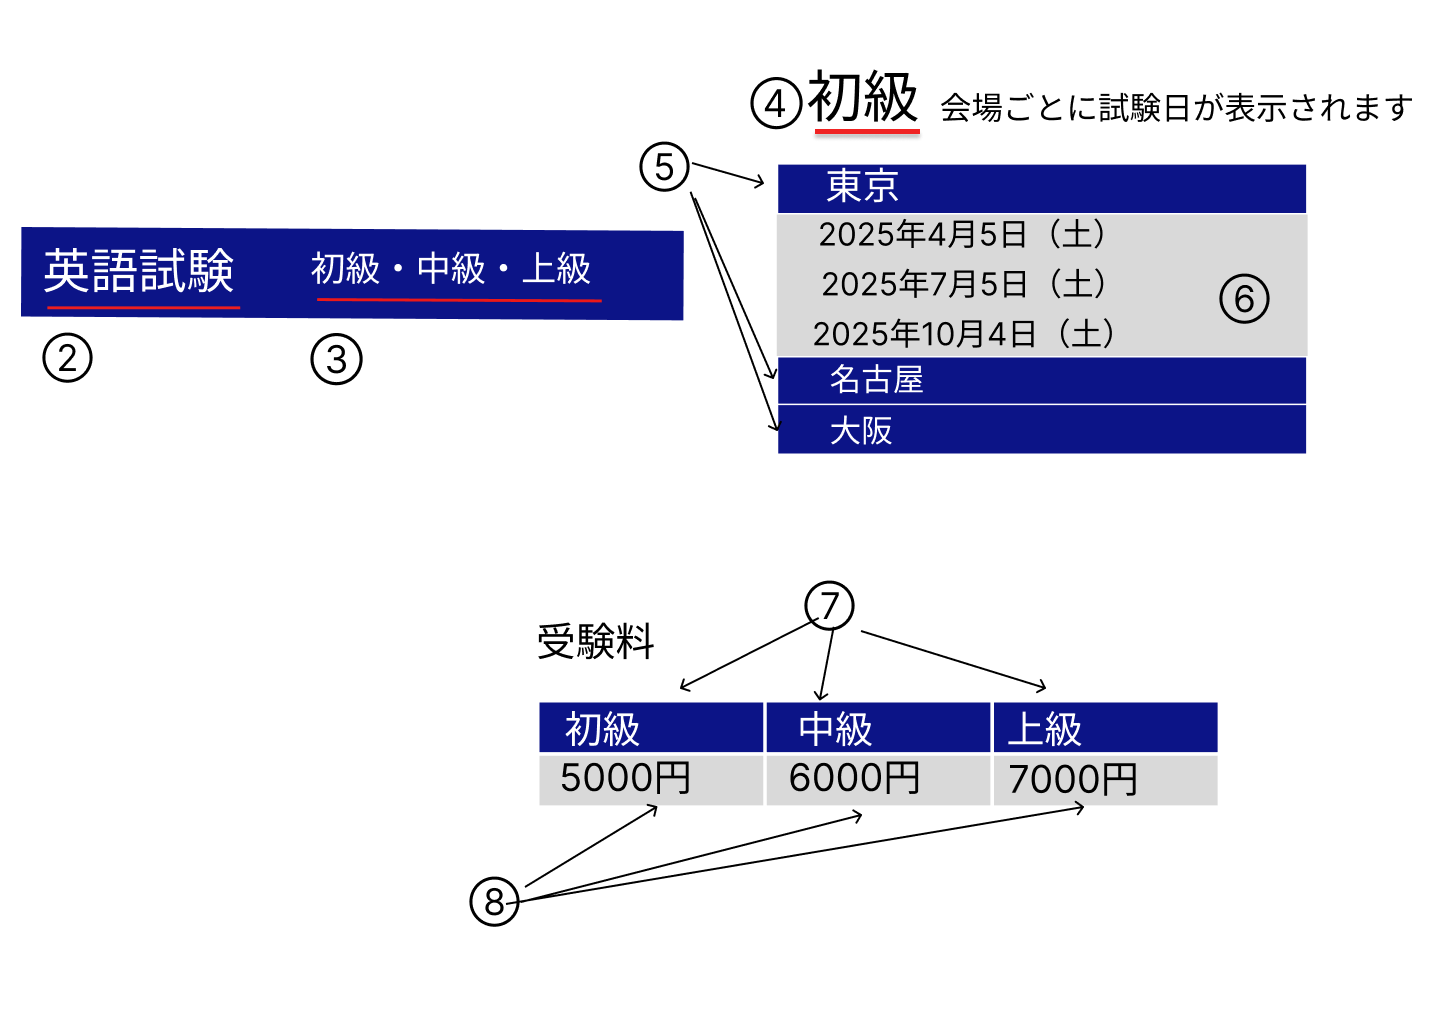 ④初級 会場ごとに試験日が表示されます
⑤
東京
2025年4月5日（土）
2025年7月5日（土）
2025年10月4日（土）
⑥
名古屋
大阪
英語試験 初級・中級・上級
② ③
⑦
受験料
初級 中級 上級
5000円 6000円 7000円
⑧